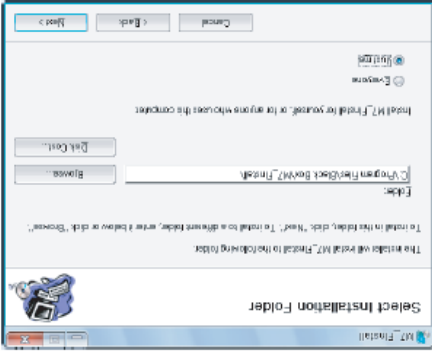 M7_FInstall
Select Installation Folder
The installer will install M7_FInstall to the following folder.
To install in this folder, click "Next". To install to a different folder, enter it below or click "Browse".
Folder:
C:\Program Files\Black Box\M7_FInstall\
Browse...
Disk Cost...
Install M7_FInstall for yourself, or for anyone who uses this computer:
Everyone
Just me
Cancel
< Back
Next >